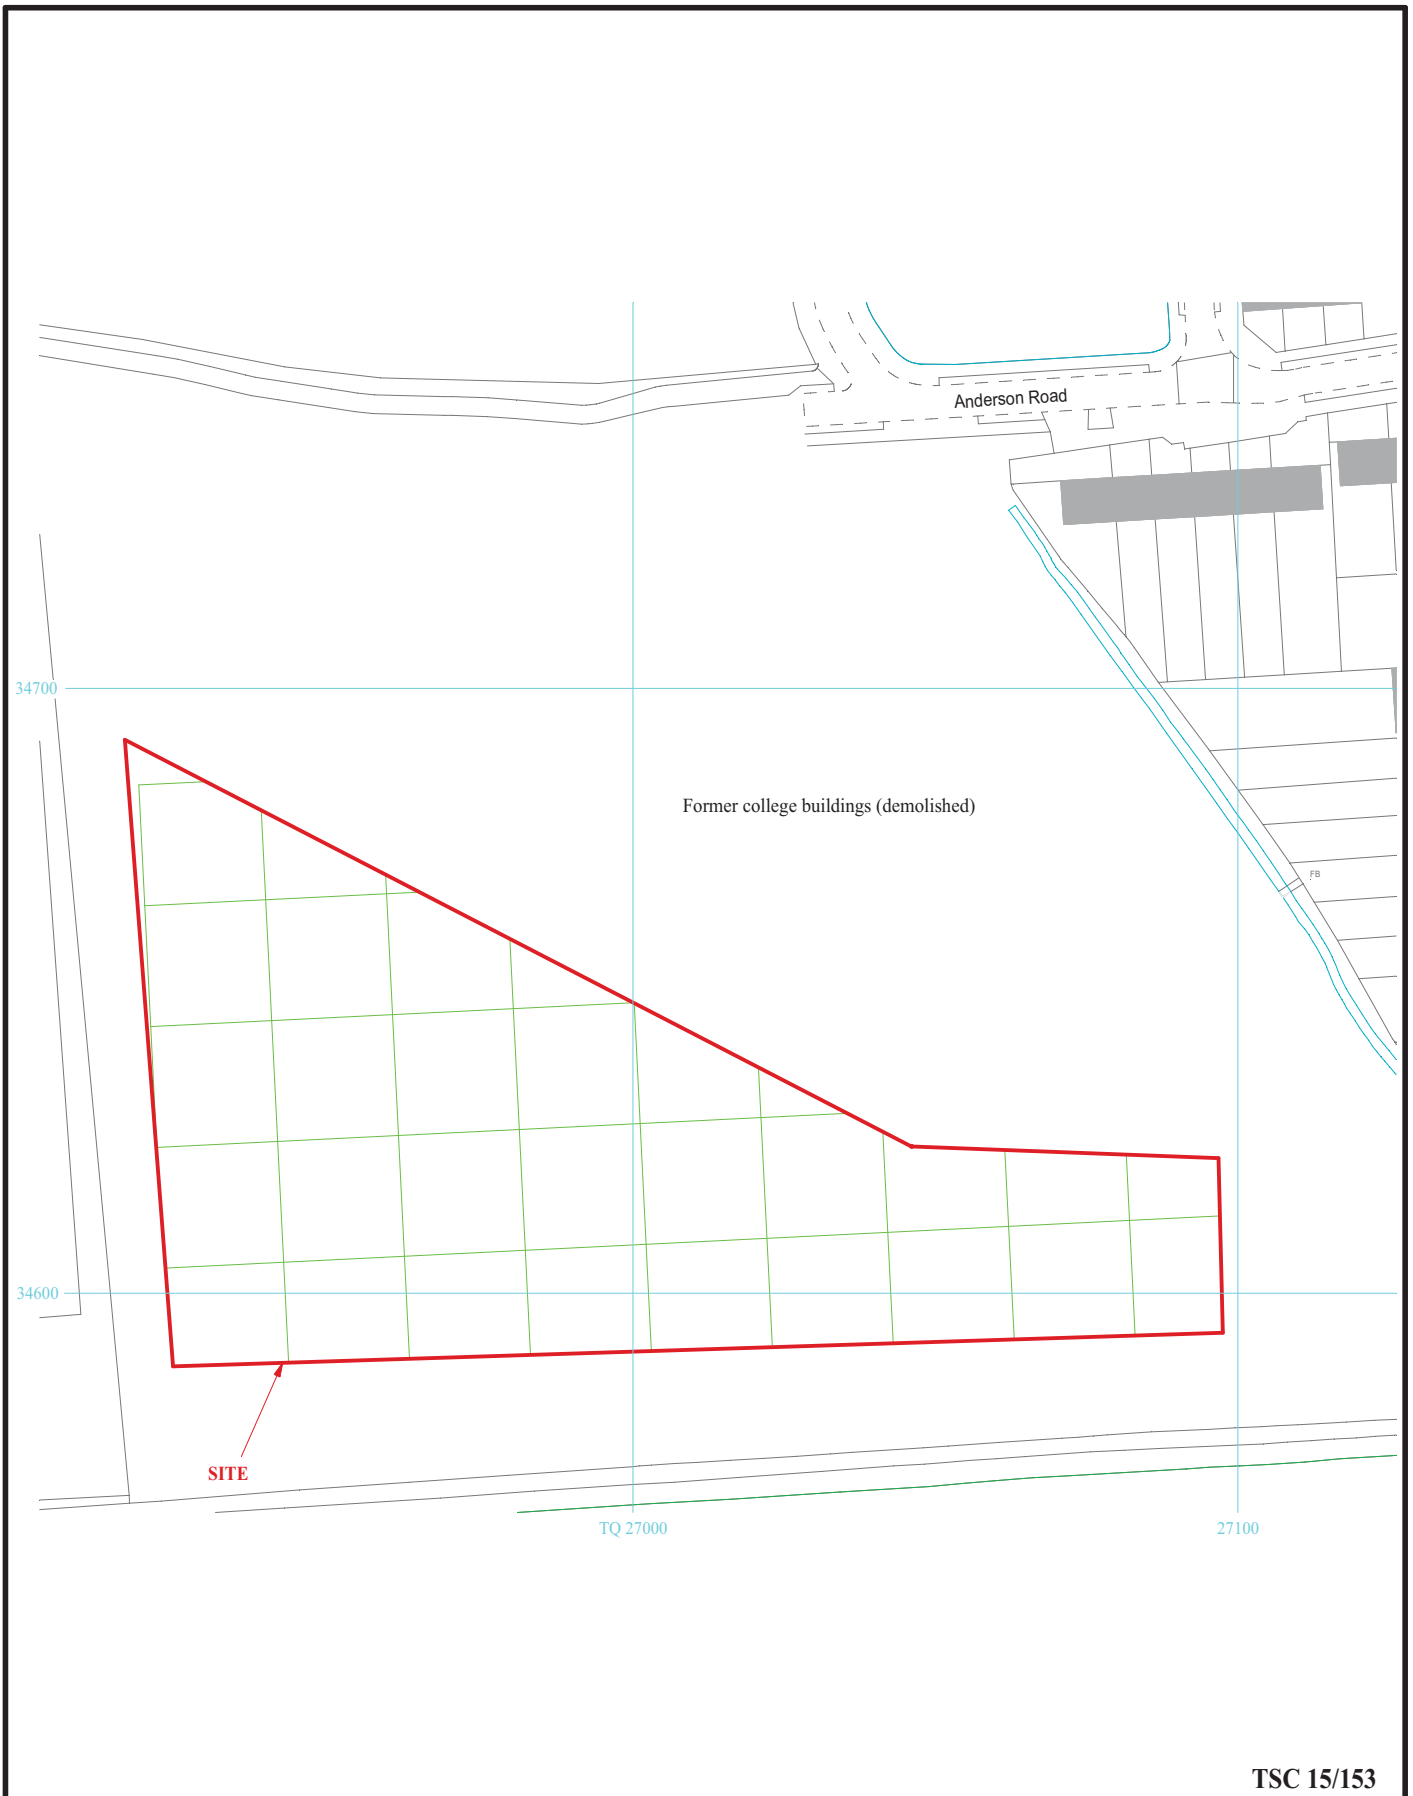 Anderson Road
34700
Former college buildings (demolished)
FB
34600
SITE
TQ 27000
27100
TSC 15/153